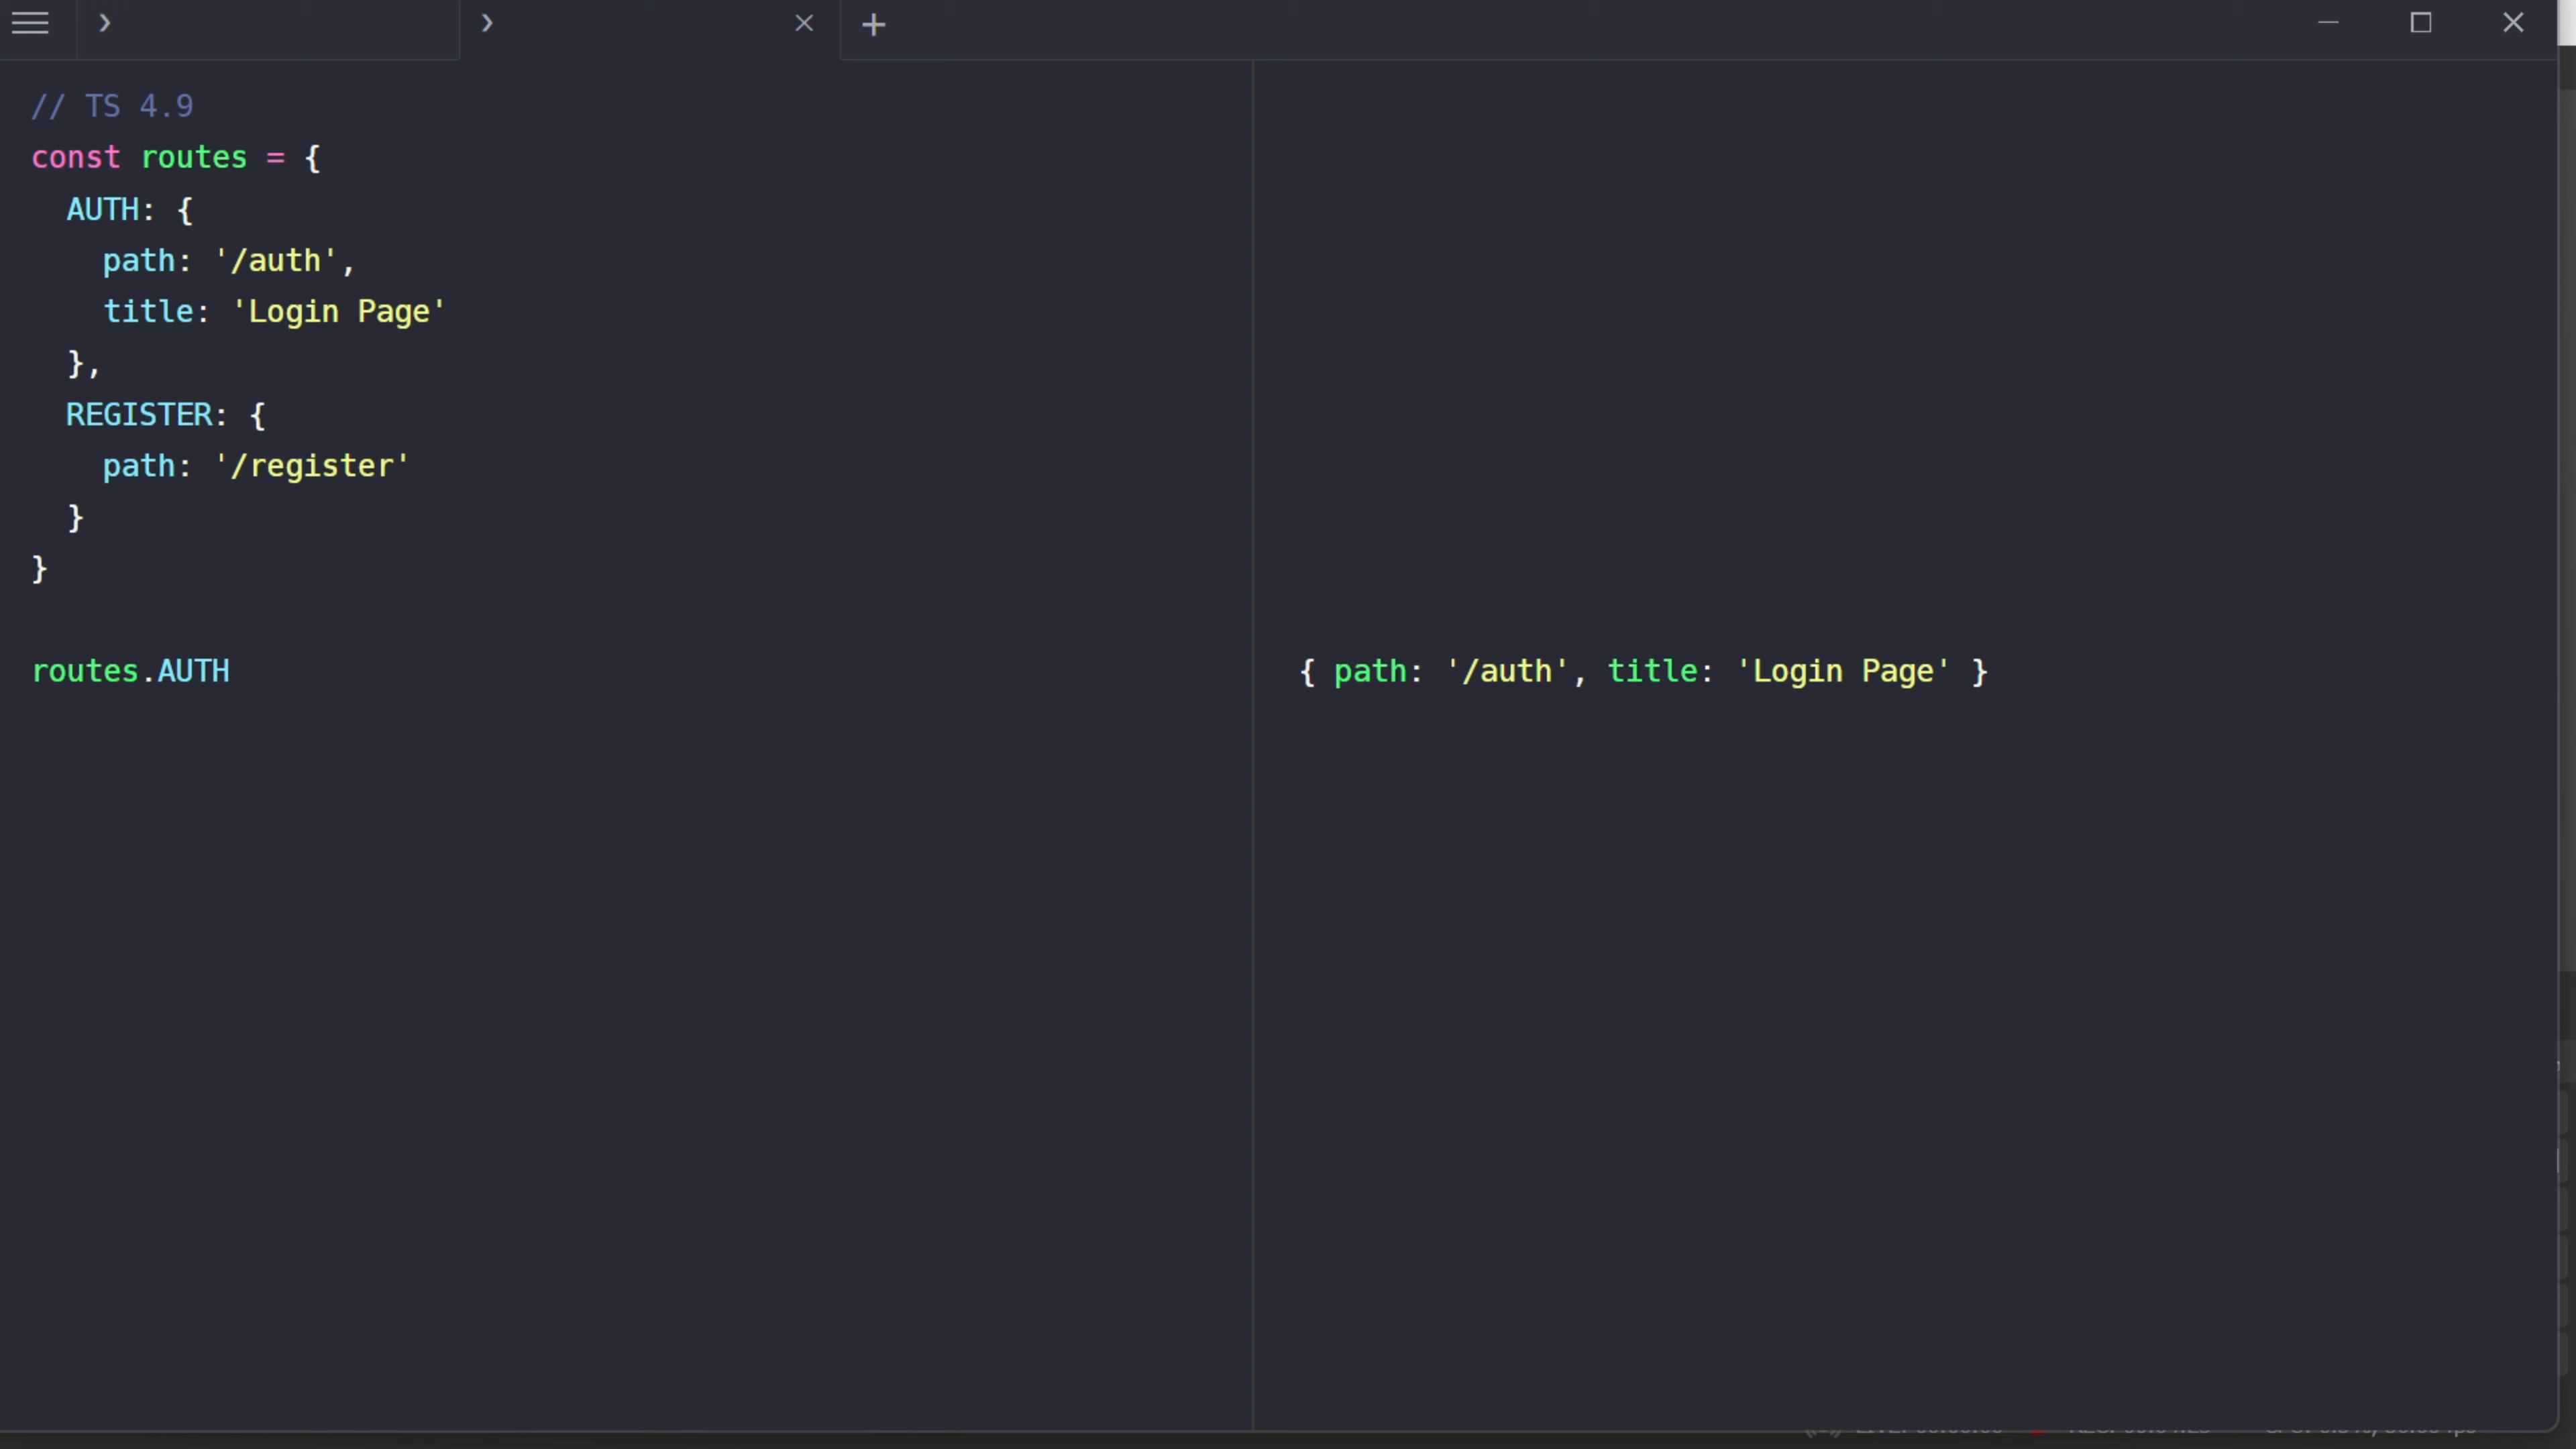 // TS 4.9
const routes = {
  AUTH: {
    path: '/auth',
    title: 'Login Page'
  },
  REGISTER: {
    path: '/register'
  }
}
routes.AUTH
{ path: '/auth', title: 'Login Page' }